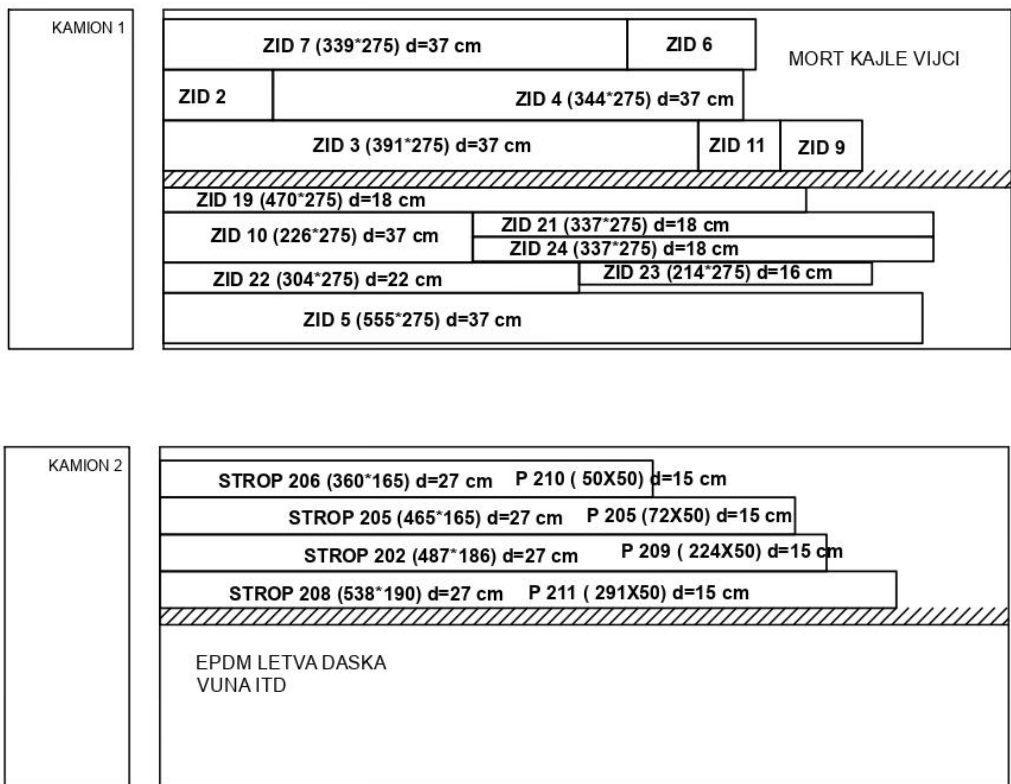 KAMION 1
ZID 7 (339*275) d=37 cm
ZID 6
MORT KAJLE VIJCI
ZID 2
ZID 4 (344*275) d=37 cm
ZID 3 (391*275) d=37 cm
ZID 11
ZID 9
ZID 19 (470*275) d=18 cm
ZID 10 (226*275) d=37 cm
ZID 21 (337*275) d=18 cm
ZID 24 (337*275) d=18 cm
ZID 22 (304*275) d=22 cm
ZID 23 (214*275) d=16 cm
ZID 5 (555*275) d=37 cm
KAMION 2
STROP 206 (360*165) d=27 cm
P 210 ( 50X50) d=15 cm
STROP 205 (465*165) d=27 cm
P 205 (72X50) d=15 cm
STROP 202 (487*186) d=27 cm
P 209 ( 224X50) d=15 cm
STROP 208 (538*190) d=27 cm
P 211 ( 291X50) d=15 cm
EPDM LETVA DASKA
VUNA ITD